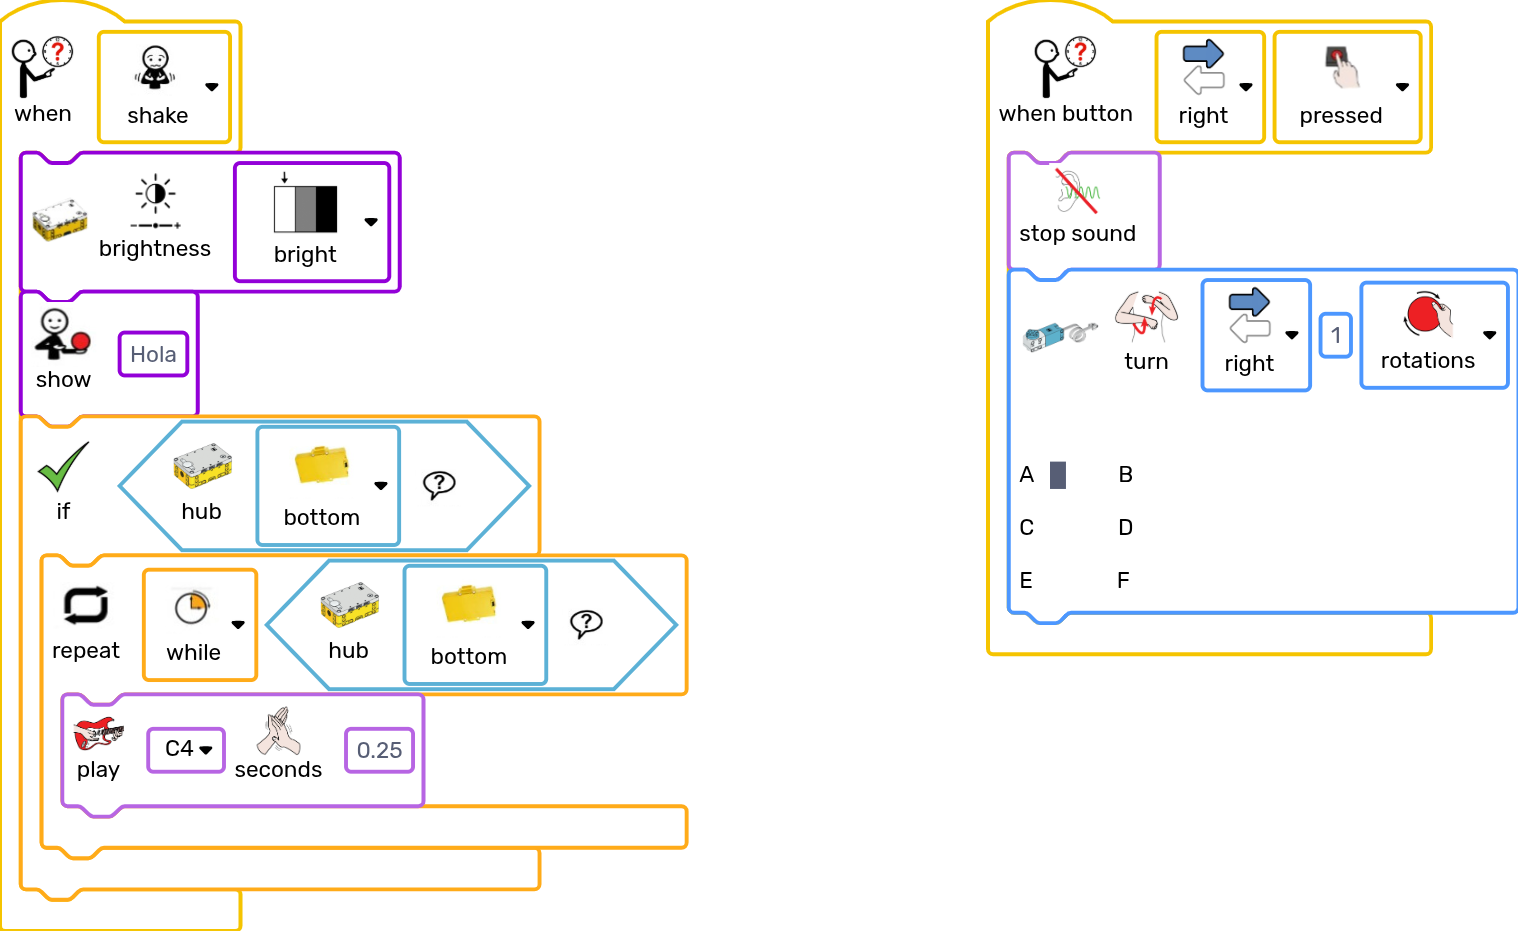 when shake
brightness bright
show Hola
if hub bottom ?
repeat while hub bottom ?
play C4 seconds 0.25
when button right pressed
stop sound
turn right 1 rotations
A B
C D
E F